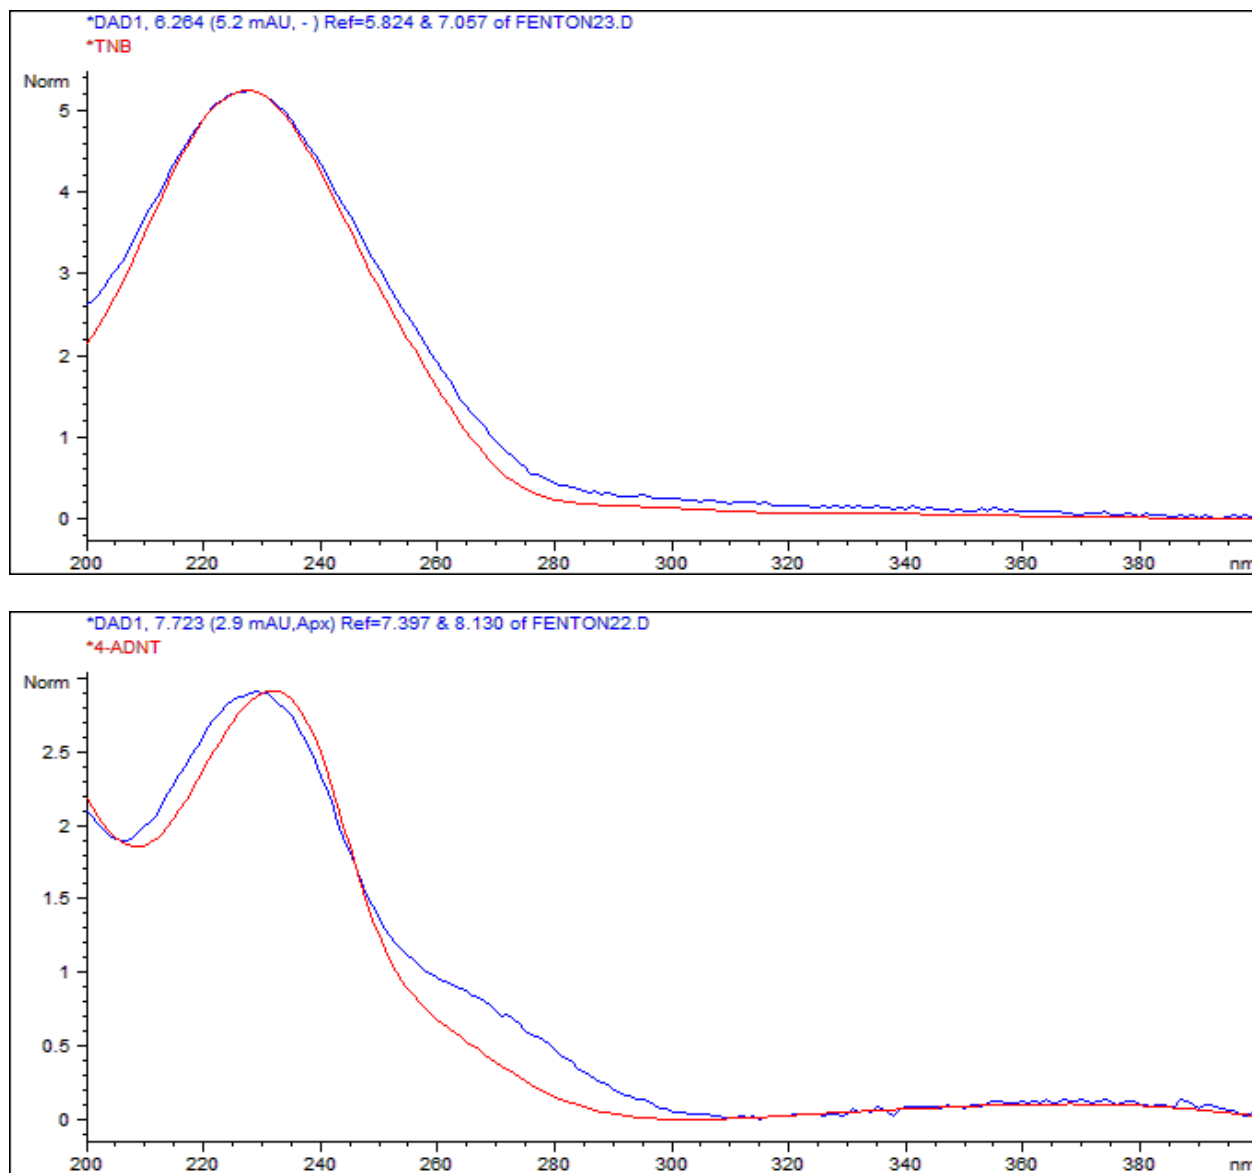 *DAD1, 6.264 (5.2 mAU, - ) Ref=5.824 & 7.057 of FENTON23.D
*TNB
Norm
5
4
3
2
1
0
200 220 240 260 280 300 320 340 360 380 nm
*DAD1, 7.723 (2.9 mAU,Apx) Ref=7.397 & 8.130 of FENTON22.D
*4-ADNT
Norm
2.5
2
1.5
1
0.5
0
200 220 240 260 280 300 320 340 360 380 nm